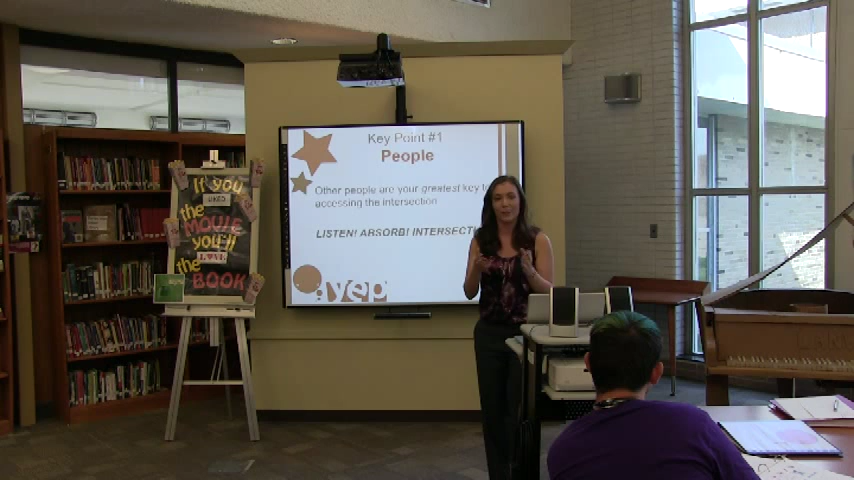 Key Point #1
People
Other people are your greatest key to
accessing the intersection
LISTEN! ABSORB! INTERSECT
ayep
If you
LIKED
the
MOVIE
you'll
LOVE
the
BOOK